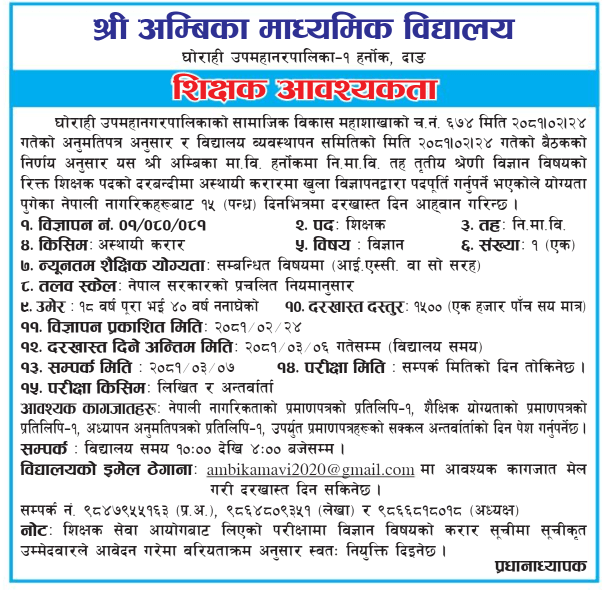 श्री अम्बिका माध्यमिक विद्यालय
घोराही उपमहानरपालिका-१ हर्नोक, दाङ
शिक्षक आवश्यकता
घोराही उपमहानगरपालिकाको सामाजिक विकास महाशाखाको च.नं. ६७४ मिति २०८१।०२।२४
गतेको अनुमतिपत्र अनुसार र विद्यालय व्यवस्थापन समितिको मिति २०८१।०२।२४ गतेको बैठकको
निर्णय अनुसार यस श्री अम्बिका मा.वि. हर्नोकमा नि.मा.वि. तह तृतीय श्रेणी विज्ञान विषयको
रिक्त शिक्षक पदको दरबन्दीमा अस्थायी करारमा खुला विज्ञापनद्वारा पदपूर्ति गर्नुपर्ने भएकोले योग्यता
पुगेका नेपाली नागरिकहरूबाट १५ (पन्ध्र) दिनभित्रमा दरखास्त दिन आह्वान गरिन्छ ।
१. विज्ञापन नं. ०१/०८०/०८१ २. पद: शिक्षक ३. तह: नि.मा.वि.
४. किसिम: अस्थायी करार ५. विषय : विज्ञान ६. संख्या: १ (एक)
७. न्यूनतम शैक्षिक योग्यता: सम्बन्धित विषयमा (आई.एस्सी. वा सो सरह)
८. तलव स्केल: नेपाल सरकारको प्रचलित नियमानुसार
९. उमेर : १८ वर्ष पूरा भई ४० वर्ष ननाघेको १०. दरखास्त दस्तुर: १५०० (एक हजार पाँच सय मात्र)
११. विज्ञापन प्रकाशित मिति: २०८१/०२/२४
१२. दरखास्त दिने अन्तिम मिति: २०८१/०३/०६ गतेसम्म (विद्यालय समय)
१३. सम्पर्क मिति : २०८१/०३/०७ १४. परीक्षा मिति : सम्पर्क मितिको दिन तोकिनेछ ।
१५. परीक्षा किसिम: लिखित र अन्तर्वार्ता
आवश्यक कागजातहरू: नेपाली नागरिकताको प्रमाणपत्रको प्रतिलिपि-१, शैक्षिक योग्यताको प्रमाणपत्रको
प्रतिलिपि-१, अध्यापन अनुमतिपत्रको प्रतिलिपि-१, उपर्युत प्रमाणपत्रहरूको सक्कल अन्तर्वार्ताको दिन पेश गर्नुपर्नेछ ।
सम्पर्क : विद्यालय समय १०:०० देखि ४:०० बजेसम्म ।
विद्यालयको इमेल ठेगाना: ambikamavi2020@gmail.com मा आवश्यक कागजात मेल
गरी दरखास्त दिन सकिनेछ ।
सम्पर्क नं. ९८४७९५५१६३ (प्र.अ.), ९८६४८०९३५१ (लेखा) र ९८६६८१८०१८ (अध्यक्ष)
नोट: शिक्षक सेवा आयोगबाट लिएको परीक्षामा विज्ञान विषयको करार सूचीमा सूचीकृत
उम्मेदवारले आवेदन गरेमा वरियताक्रम अनुसार स्वतः नियुक्ति दिइनेछ ।
प्रधानाध्यापक